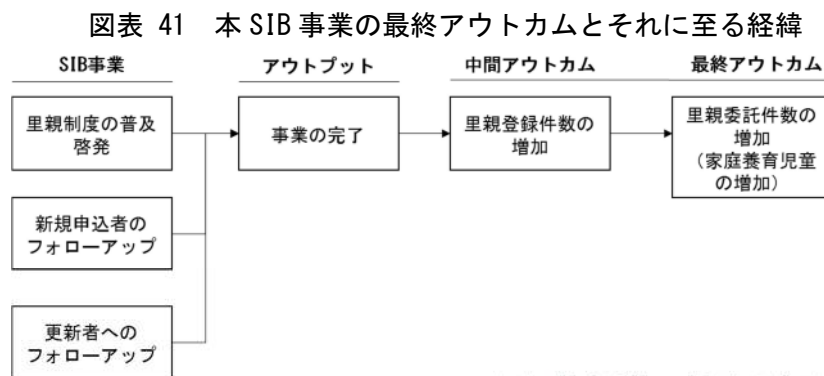 図表 41 本 SIB 事業の最終アウトカムとそれに至る経緯
SIB事業
アウトプット
中間アウトカム
最終アウトカム
里親制度の普及
啓発
事業の完了
里親登録件数の
増加
里親委託件数の
増加
（家庭養育児童
の増加）
新規申込者の
フォローアップ
更新者への
フォローアップ